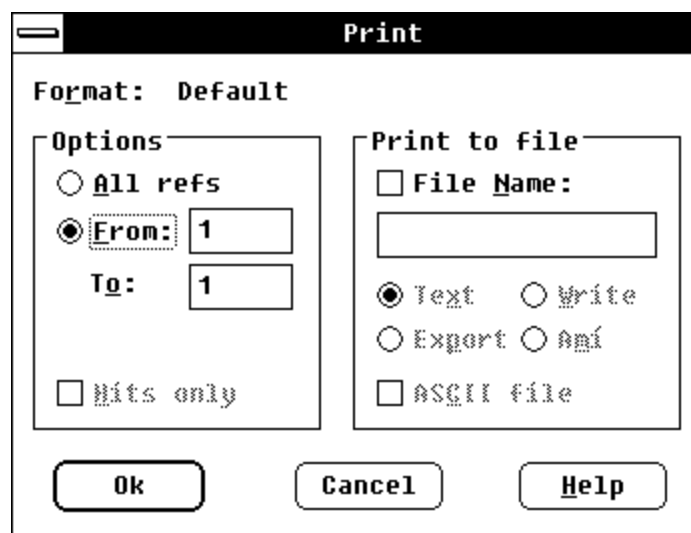 Print
Format: Default
Options
All refs
From: 1
To: 1
Hits only
Print to file
File Name:
Text Write
Export Ami
ASCII file
Ok Cancel Help